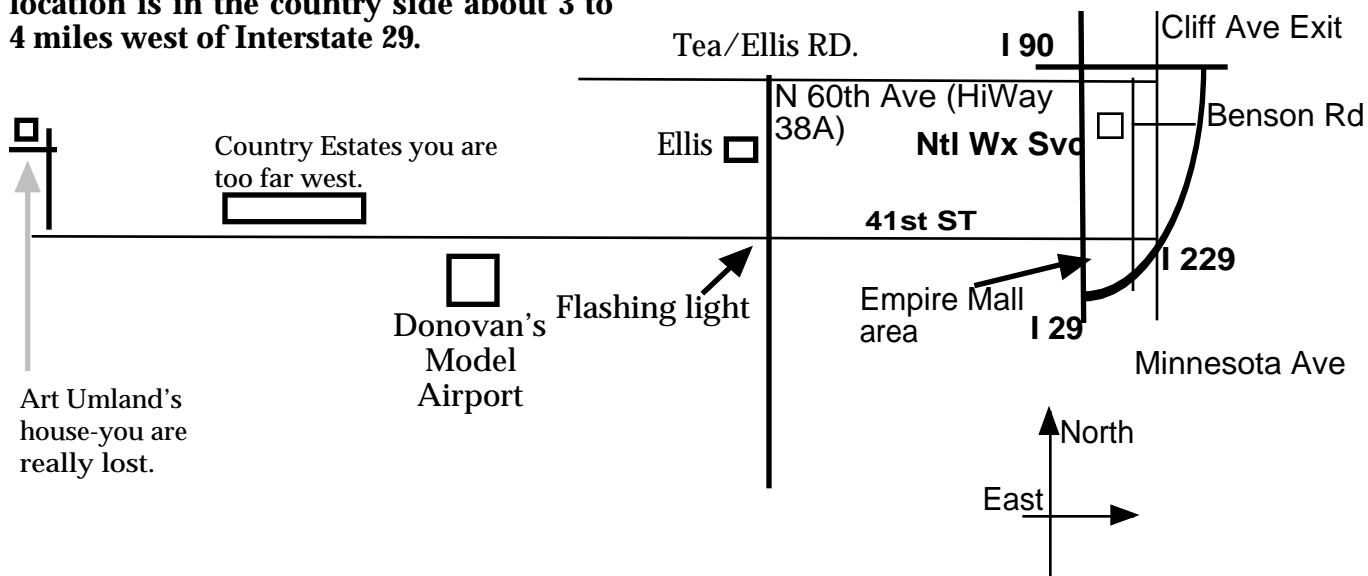 location is in the country side about 3 to
4 miles west of Interstate 29.
Tea/Ellis RD.
I 90
Cliff Ave Exit
N 60th Ave (HiWay
38A)
Ellis
Ntl Wx Svc
Benson Rd
Country Estates you are
too far west.
41st ST
I 229
Flashing light
Empire Mall
area
I 29
Donovan's
Model
Airport
Minnesota Ave
Art Umland's
house-you are
really lost.
North
East